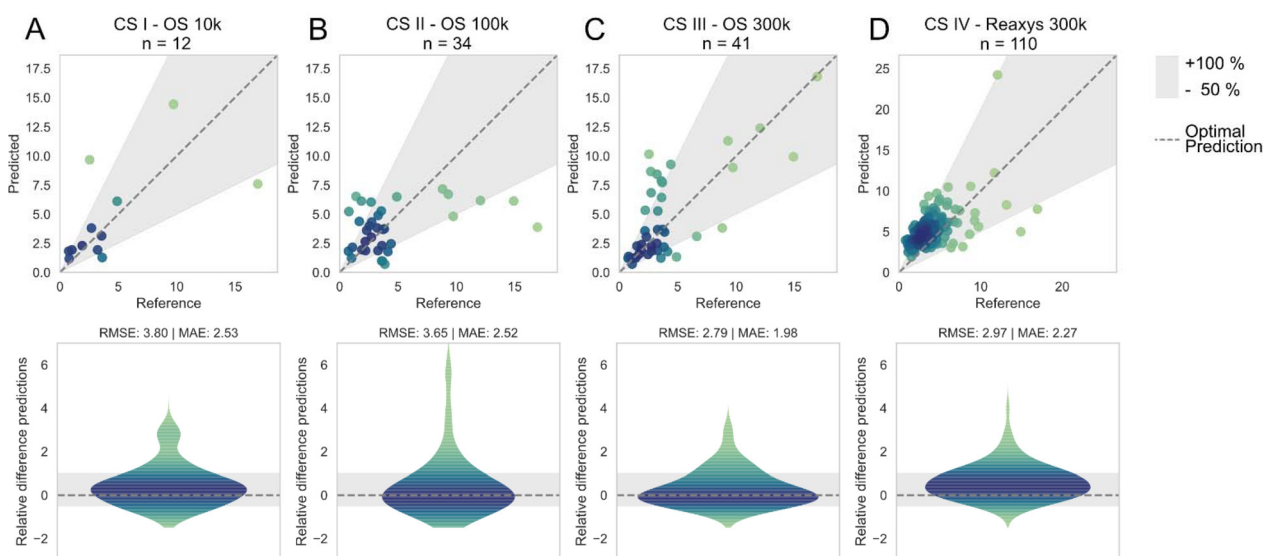 A
CS I - OS 10k
n = 12
B
CS II - OS 100k
n = 34
C
CS III - OS 300k
n = 41
D
CS IV - Reaxys 300k
n = 110
+100 %
- 50 %
Optimal
Prediction
Predicted
17.5
15.0
12.5
10.0
7.5
5.0
2.5
0.0
0
5
10
15
Reference
Predicted
17.5
15.0
12.5
10.0
7.5
5.0
2.5
0.0
0
5
10
15
Reference
Predicted
17.5
15.0
12.5
10.0
7.5
5.0
2.5
0.0
0
5
10
15
Reference
Predicted
25
20
15
10
5
0
0
10
20
Reference
RMSE: 3.80 | MAE: 2.53
Relative difference predictions
6
4
2
0
−2
RMSE: 3.65 | MAE: 2.52
Relative difference predictions
6
4
2
0
−2
RMSE: 2.79 | MAE: 1.98
Relative difference predictions
6
4
2
0
−2
RMSE: 2.97 | MAE: 2.27
Relative difference predictions
6
4
2
0
−2